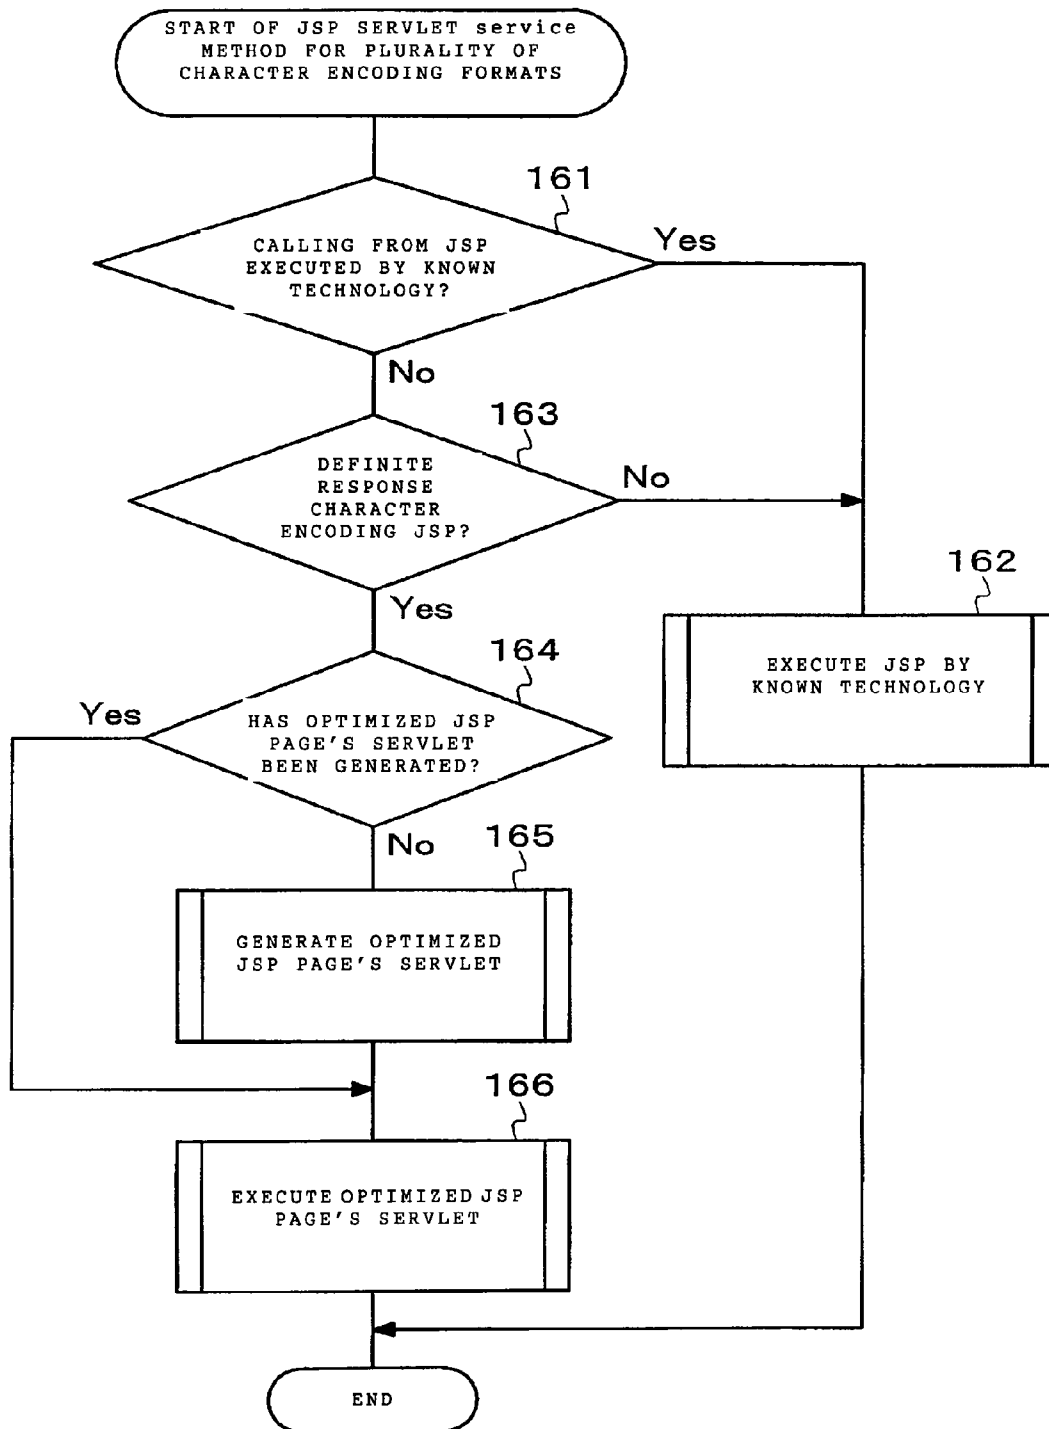 START OF JSP SERVLET service
METHOD FOR PLURALITY OF
CHARACTER ENCODING FORMATS
161
CALLING FROM JSP
EXECUTED BY KNOWN
TECHNOLOGY?
Yes
No
163
DEFINITE
RESPONSE
CHARACTER
ENCODING JSP?
No
Yes
162
EXECUTE JSP BY
KNOWN TECHNOLOGY
164
HAS OPTIMIZED JSP
PAGE'S SERVLET
BEEN GENERATED?
Yes
No
165
GENERATE OPTIMIZED
JSP PAGE'S SERVLET
166
EXECUTE OPTIMIZED JSP
PAGE'S SERVLET
END